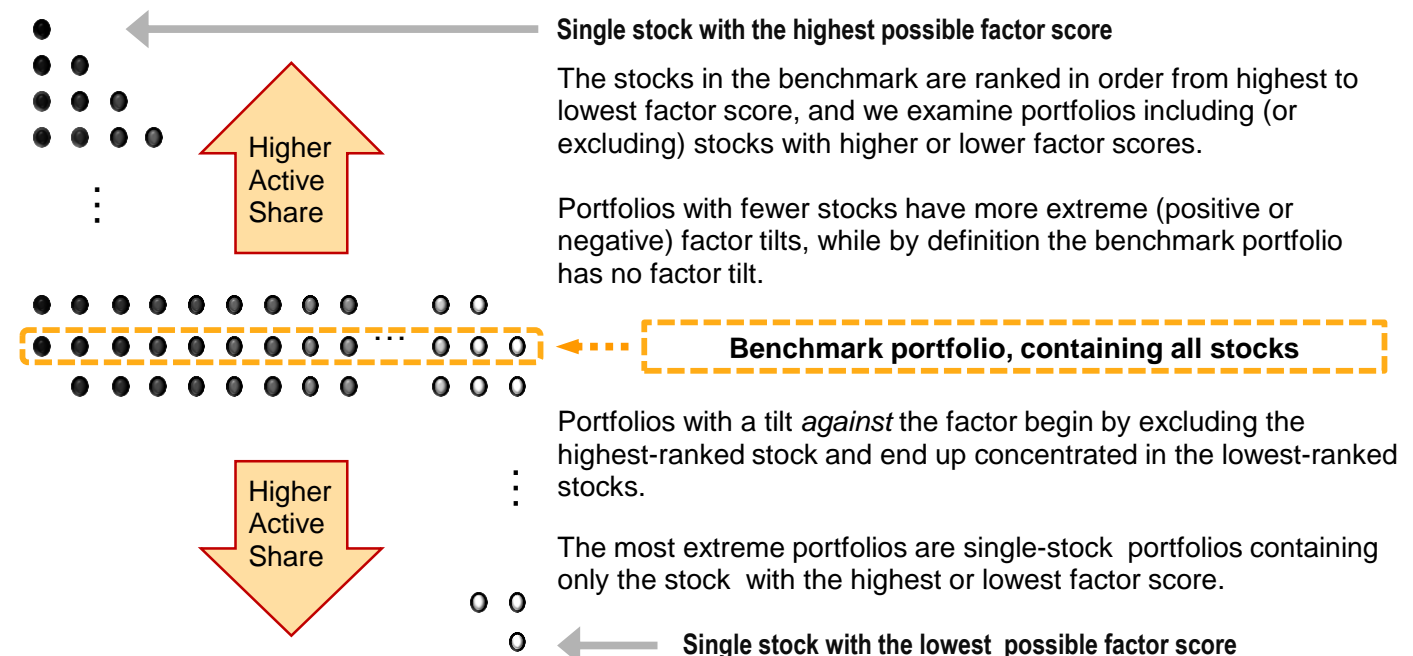 Single stock with the highest possible factor score
The stocks in the benchmark are ranked in order from highest to
lowest factor score, and we examine portfolios including (or
excluding) stocks with higher or lower factor scores.
Higher
Active
Share
Portfolios with fewer stocks have more extreme (positive or
negative) factor tilts, while by definition the benchmark portfolio
has no factor tilt.
Benchmark portfolio, containing all stocks
Portfolios with a tilt against the factor begin by excluding the
highest-ranked stock and end up concentrated in the lowest-ranked
stocks.
Higher
Active
Share
The most extreme portfolios are single-stock portfolios containing
only the stock with the highest or lowest factor score.
Single stock with the lowest possible factor score